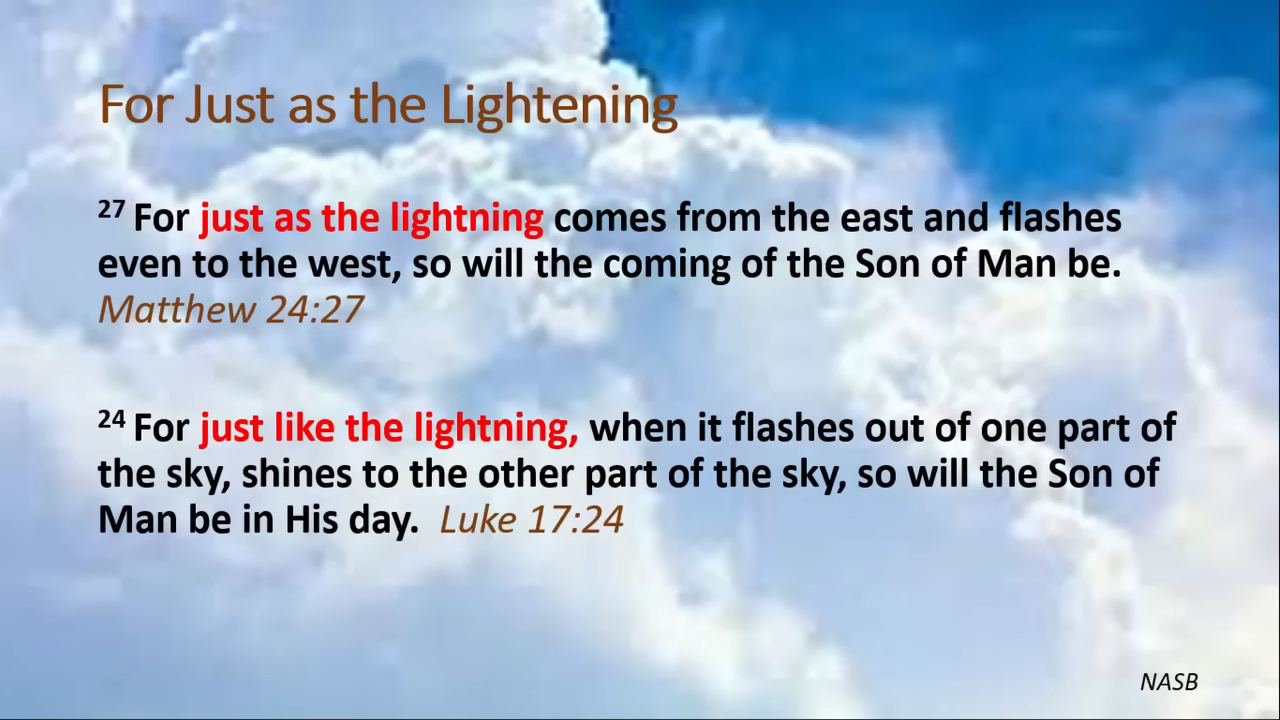 For Just as the Lightening
27 For just as the lightning comes from the east and flashes
even to the west, so will the coming of the Son of Man be.
Matthew 24:27
24 For just like the lightning, when it flashes out of one part of
the sky, shines to the other part of the sky, so will the Son of
Man be in His day. Luke 17:24
NASB